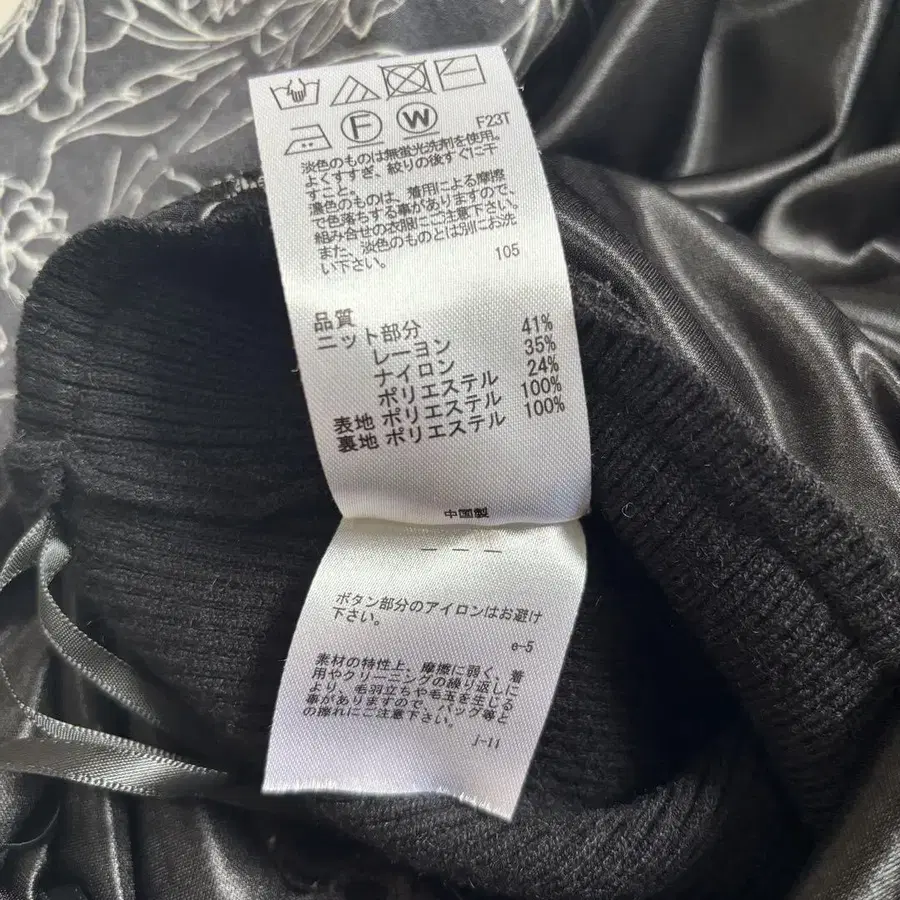 F W F23T
淡色のものは無蛍光洗剤を使用。
よくすすぎ、絞りの後すぐに干
すこと。
濃色のものは、着用による摩擦
で色落ちする事がありますので、
組み合せの衣服にご注意下さい。
また、淡色のものとは別にお洗
い下さい。
105
品質
ニット部分
レーヨン 41%
ナイロン 35%
ポリエステル 24%
表地 ポリエステル 100%
裏地 ポリエステル 100%
中国製
ボタン部分のアイロンはお避け
下さい。
e-5
素材の特性上、摩擦に弱く、着
用やクリーニングの繰り返しに
より、毛羽立ちや毛玉を生じる
事がありますので、バッグ等と
の擦れにご注意下さい。
J-11